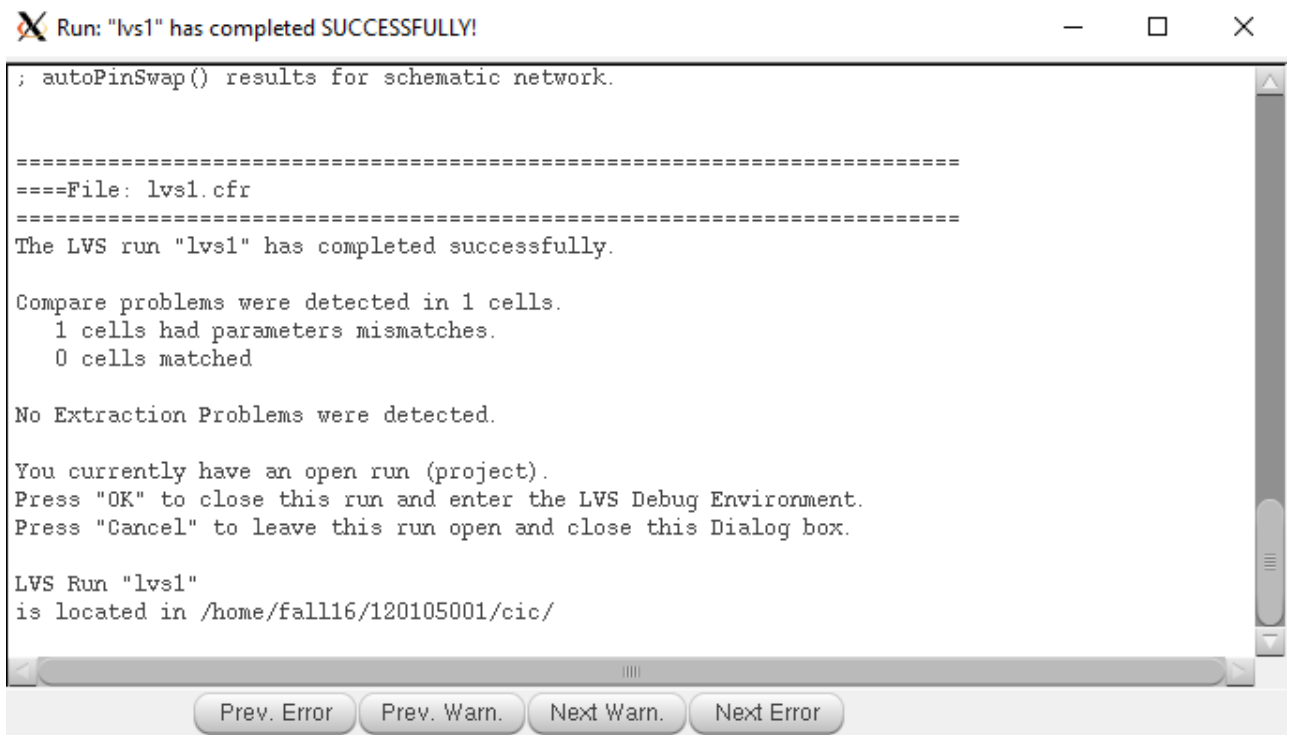 Run: "lvs1" has completed SUCCESSFULLY!
; autoPinSwap() results for schematic network.
========================================================================
====File: lvs1.cfr
========================================================================
The LVS run "lvs1" has completed successfully.
Compare problems were detected in 1 cells.
1 cells had parameters mismatches.
0 cells matched
No Extraction Problems were detected.
You currently have an open run (project).
Press "OK" to close this run and enter the LVS Debug Environment.
Press "Cancel" to leave this run open and close this Dialog box.
LVS Run "lvs1"
is located in /home/fall16/120105001/cic/
Prev. Error Prev. Warn. Next Warn. Next Error